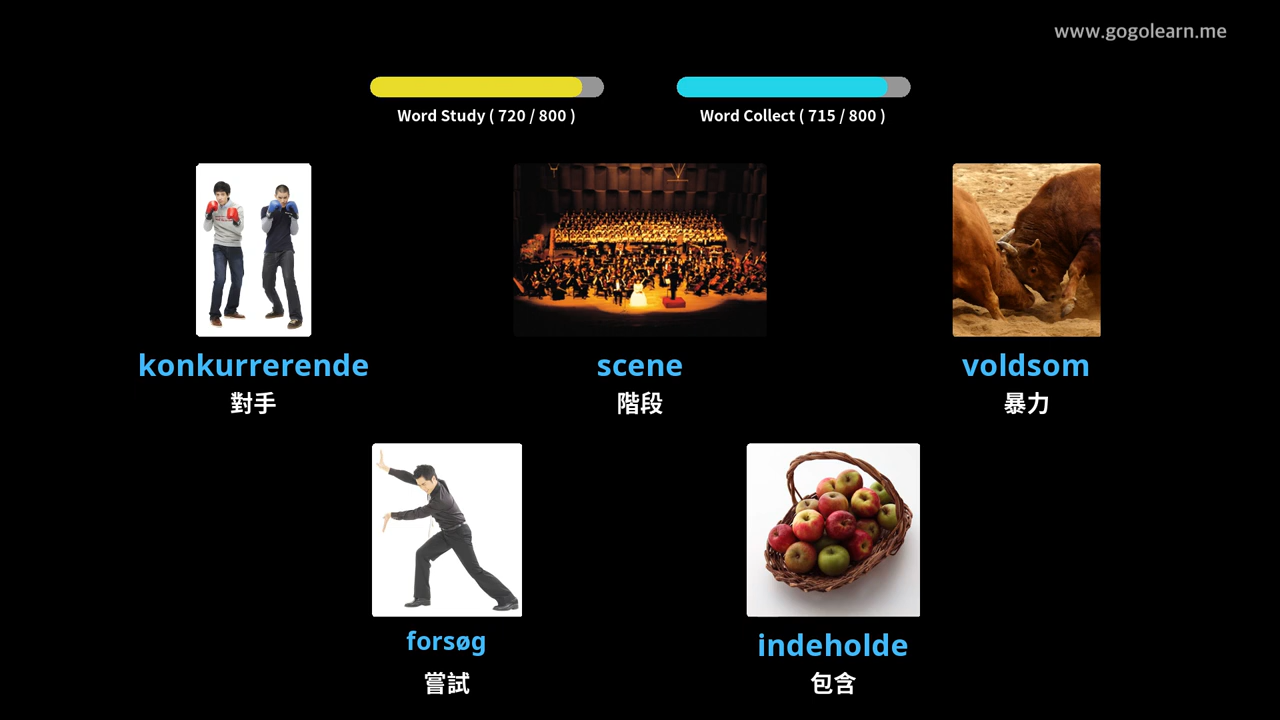 www.gogolearn.me
Word Study ( 720 / 800 )
Word Collect ( 715 / 800 )
konkurrerende
scene
voldsom
對手
階段
暴力
forsøg
indeholde
嘗試
包含